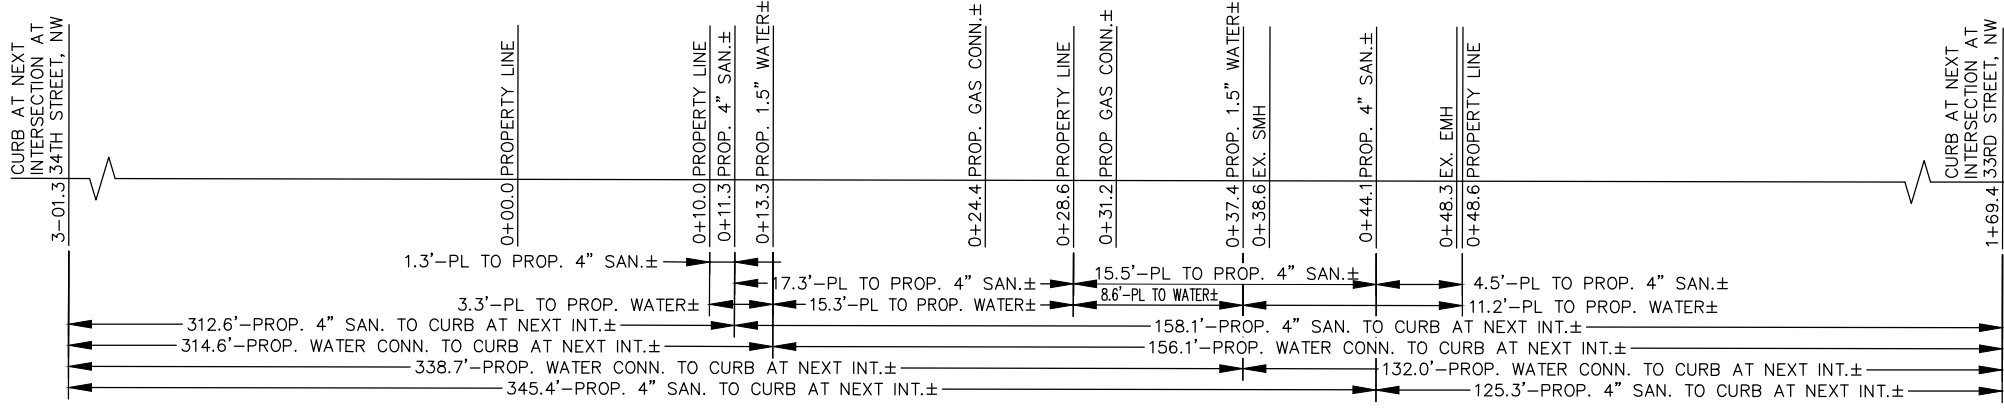 CURB AT NEXT
INTERSECTION AT
3-01.3 34TH STREET, NW
0+00.0 PROPERTY LINE
0+10.0 PROPERTY LINE
0+11.3 PROP. 4" SAN.±
0+13.3 PROP. 1.5" WATER±
0+24.4 PROP. GAS CONN.±
0+28.6 PROPERTY LINE
0+31.2 PROP GAS CONN.±
0+37.4 PROP. 1.5" WATER±
0+38.6 EX. SMH
0+44.1 PROP. 4" SAN.±
0+48.3 EX. EMH
0+48.6 PROPERTY LINE
CURB AT NEXT
INTERSECTION AT
1+69.4 33RD STREET, NW
1.3'-PL TO PROP. 4" SAN.±
17.3'-PL TO PROP. 4" SAN.±
15.5'-PL TO PROP. 4" SAN.±
4.5'-PL TO PROP. 4" SAN.±
3.3'-PL TO PROP. WATER±
15.3'-PL TO PROP. WATER±
8.6'-PL TO WATER±
11.2'-PL TO PROP. WATER±
312.6'-PROP. 4" SAN. TO CURB AT NEXT INT.±
158.1'-PROP. 4" SAN. TO CURB AT NEXT INT.±
314.6'-PROP. WATER CONN. TO CURB AT NEXT INT.±
156.1'-PROP. WATER CONN. TO CURB AT NEXT INT.±
338.7'-PROP. WATER CONN. TO CURB AT NEXT INT.±
132.0'-PROP. WATER CONN. TO CURB AT NEXT INT.±
345.4'-PROP. 4" SAN. TO CURB AT NEXT INT.±
125.3'-PROP. 4" SAN. TO CURB AT NEXT INT.±